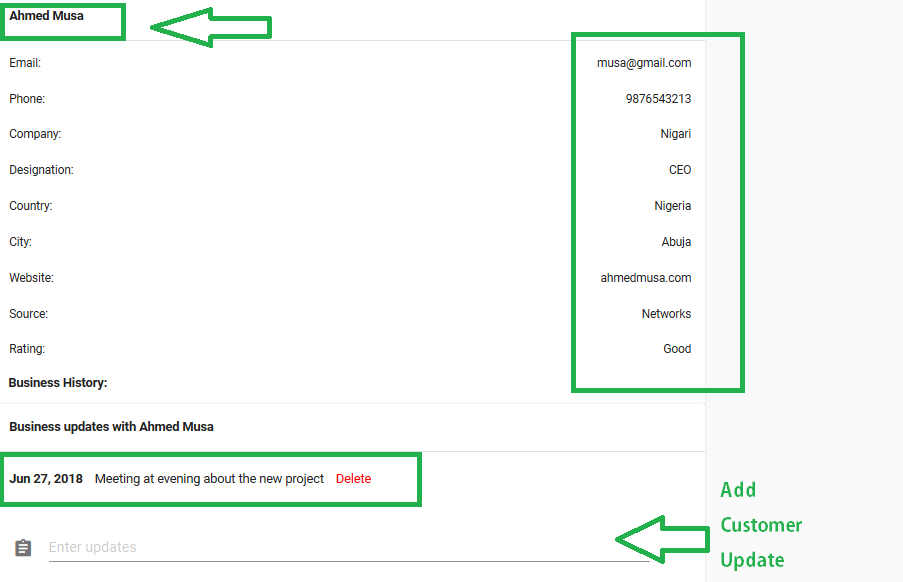 Ahmed Musa
Email: musa@gmail.com
Phone: 9876543213
Company: Nigari
Designation: CEO
Country: Nigeria
City: Abuja
Website: ahmedmusa.com
Source: Networks
Rating: Good
Business History:
Business updates with Ahmed Musa
Jun 27, 2018 Meeting at evening about the new project Delete
Enter updates
Add
Customer
Update